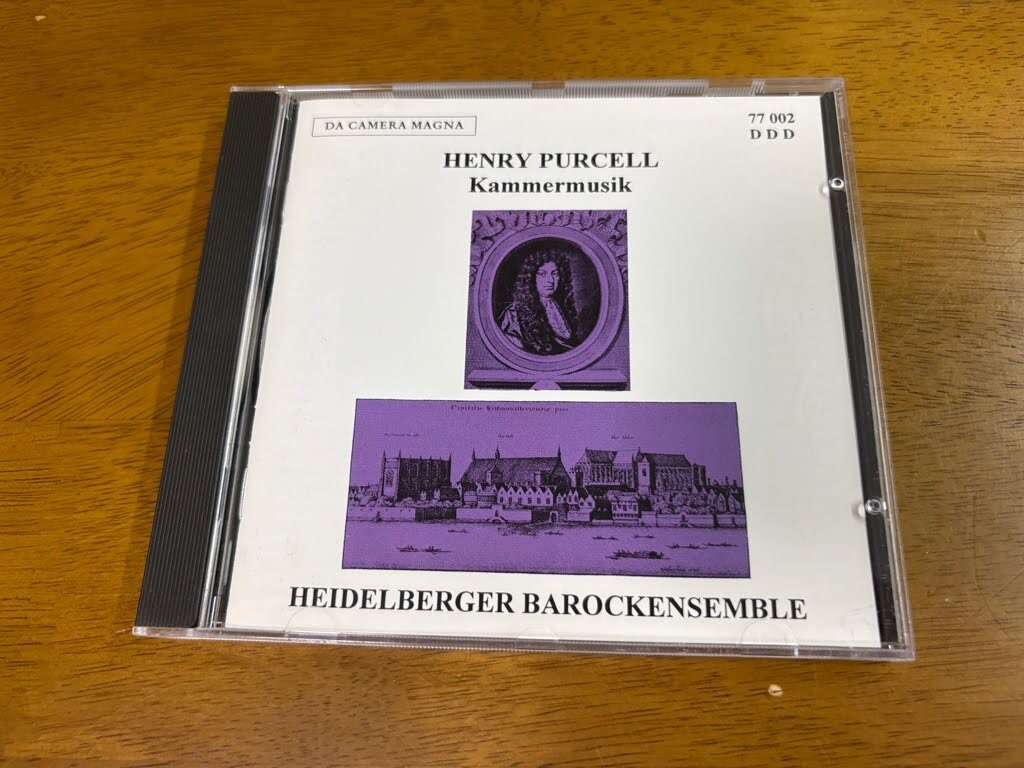 DA CAMERA MAGNA
77 002
D D D
HENRY PURCELL
Kammermusik
HEIDELBERGER BAROCKENSEMBLE